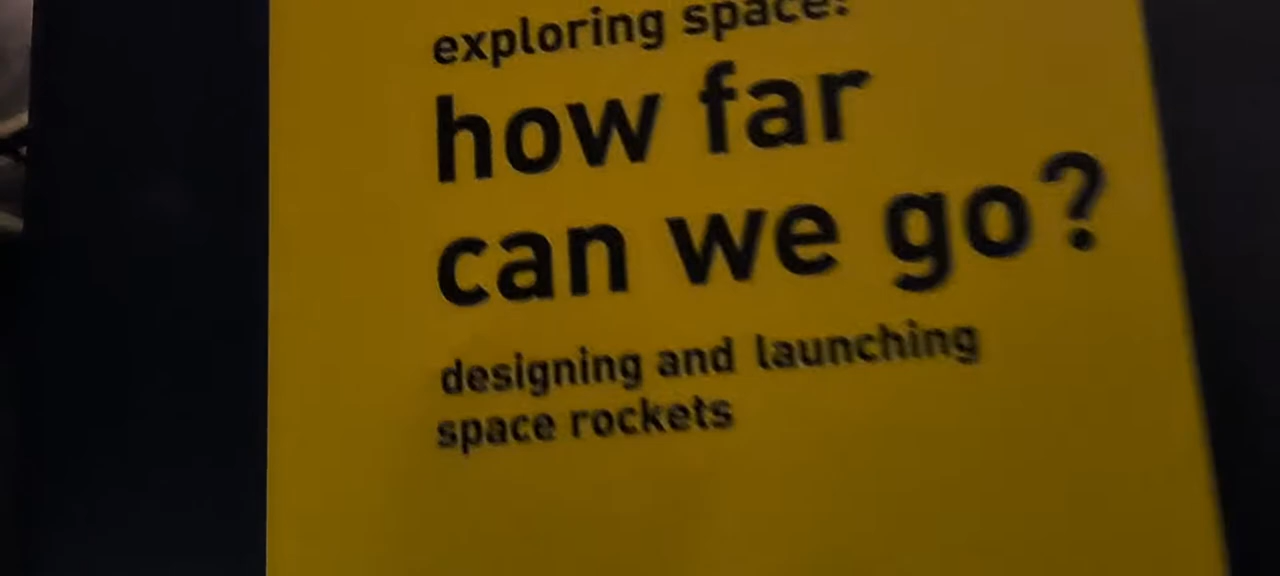 exploring space:
how far
can we go?
designing and launching
space rockets